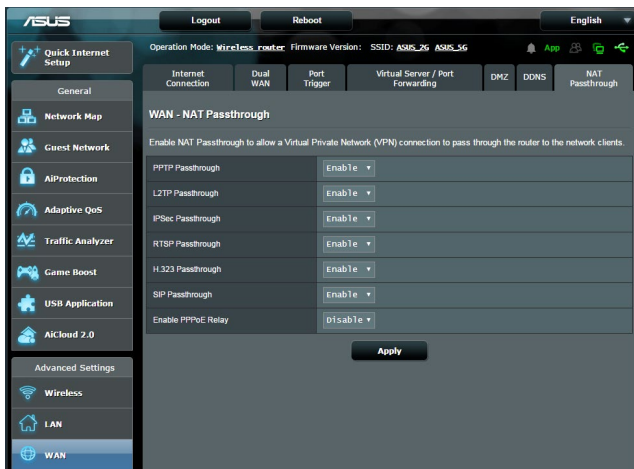 ASUS
Logout
Reboot
English
Quick Internet
Setup
Operation Mode: Wireless router Firmware Version: SSID: ASUS_2G ASUS_5G
App
Internet
Connection
Dual
WAN
Port
Trigger
Virtual Server / Port
Forwarding
DMZ
DDNS
NAT
Passthrough
General
Network Map
Guest Network
AiProtection
Adaptive QoS
Traffic Analyzer
Game Boost
USB Application
AiCloud 2.0
Advanced Settings
Wireless
LAN
WAN
WAN - NAT Passthrough
Enable NAT Passthrough to allow a Virtual Private Network (VPN) connection to pass through the router to the network clients.
PPTP Passthrough Enable
L2TP Passthrough Enable
IPSec Passthrough Enable
RTSP Passthrough Enable
H.323 Passthrough Enable
SIP Passthrough Enable
Enable PPPoE Relay Disable
Apply